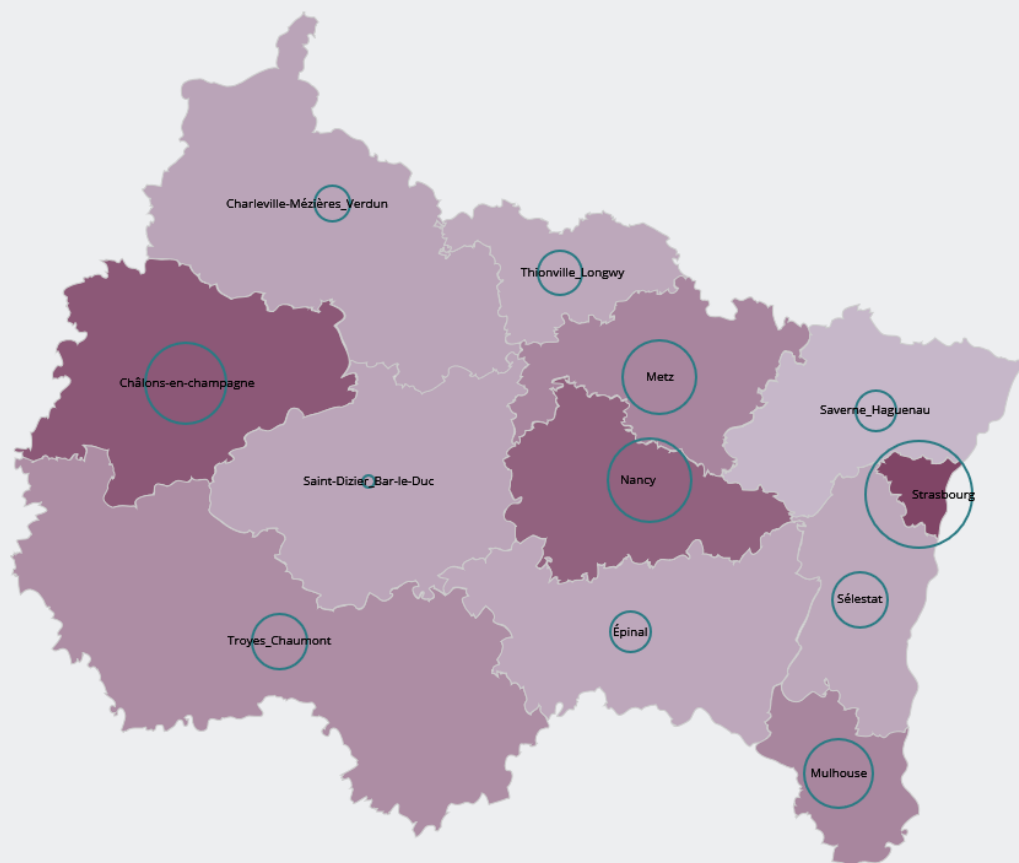 Charleville-Mézières_Verdun
Thionville_Longwy
Châlons-en-champagne
Metz
Saverne_Haguenau
Saint-Dizier_Bar-le-Duc
Nancy
Strasbourg
Sélestat
Épinal
Troyes_Chaumont
Mulhouse